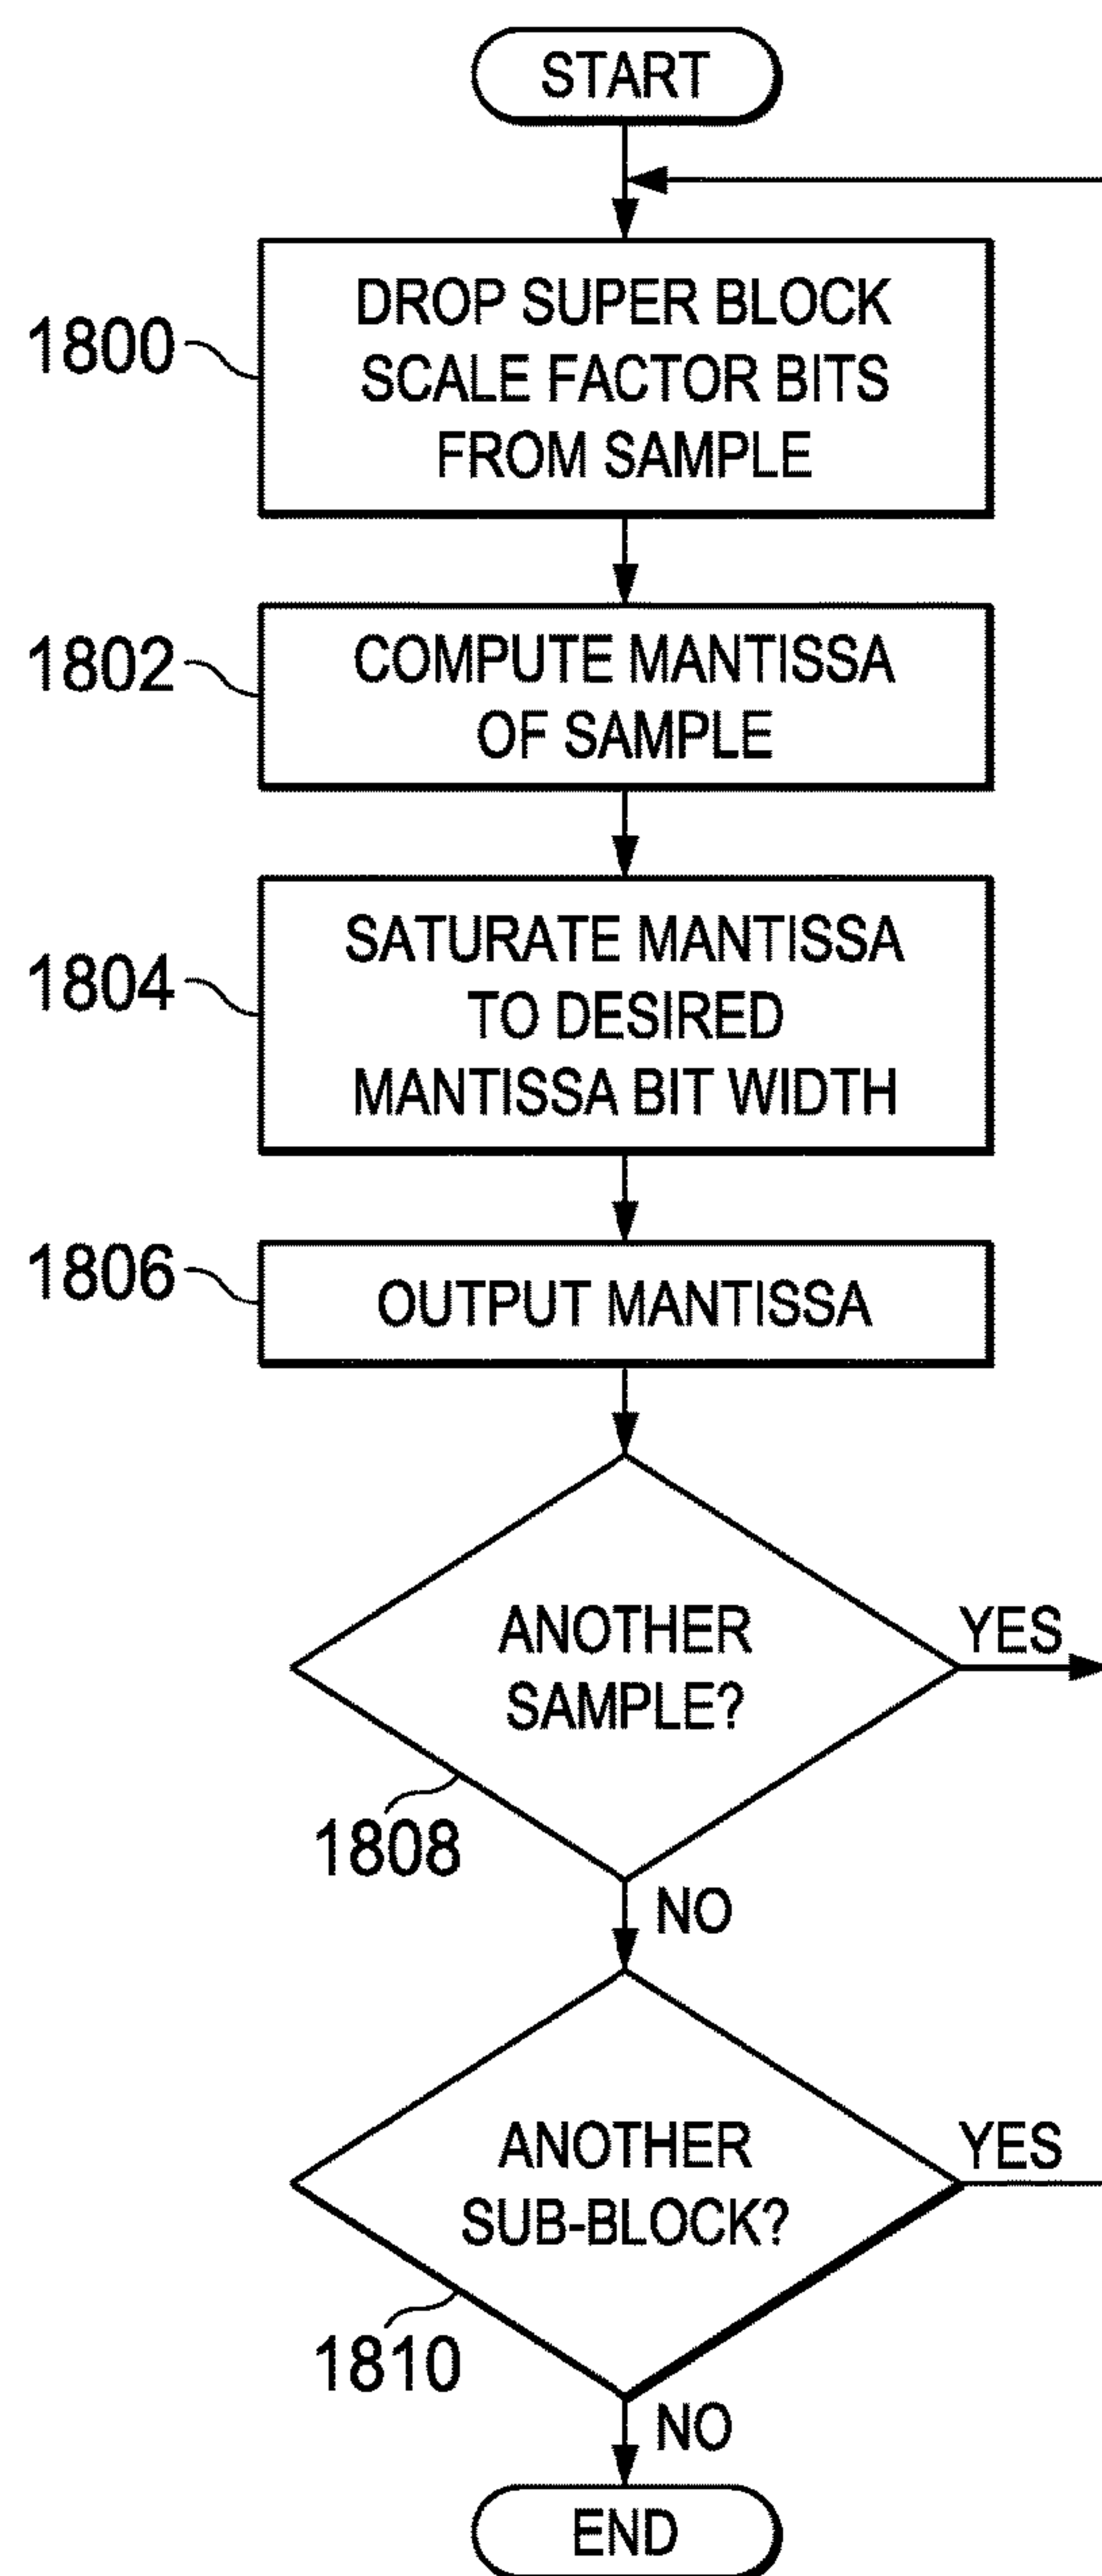 START
1800
DROP SUPER BLOCK
SCALE FACTOR BITS
FROM SAMPLE
1802
COMPUTE MANTISSA
OF SAMPLE
1804
SATURATE MANTISSA
TO DESIRED
MANTISSA BIT WIDTH
1806
OUTPUT MANTISSA
ANOTHER
SAMPLE?
YES
1808
NO
ANOTHER
SUB-BLOCK?
YES
1810
NO
END